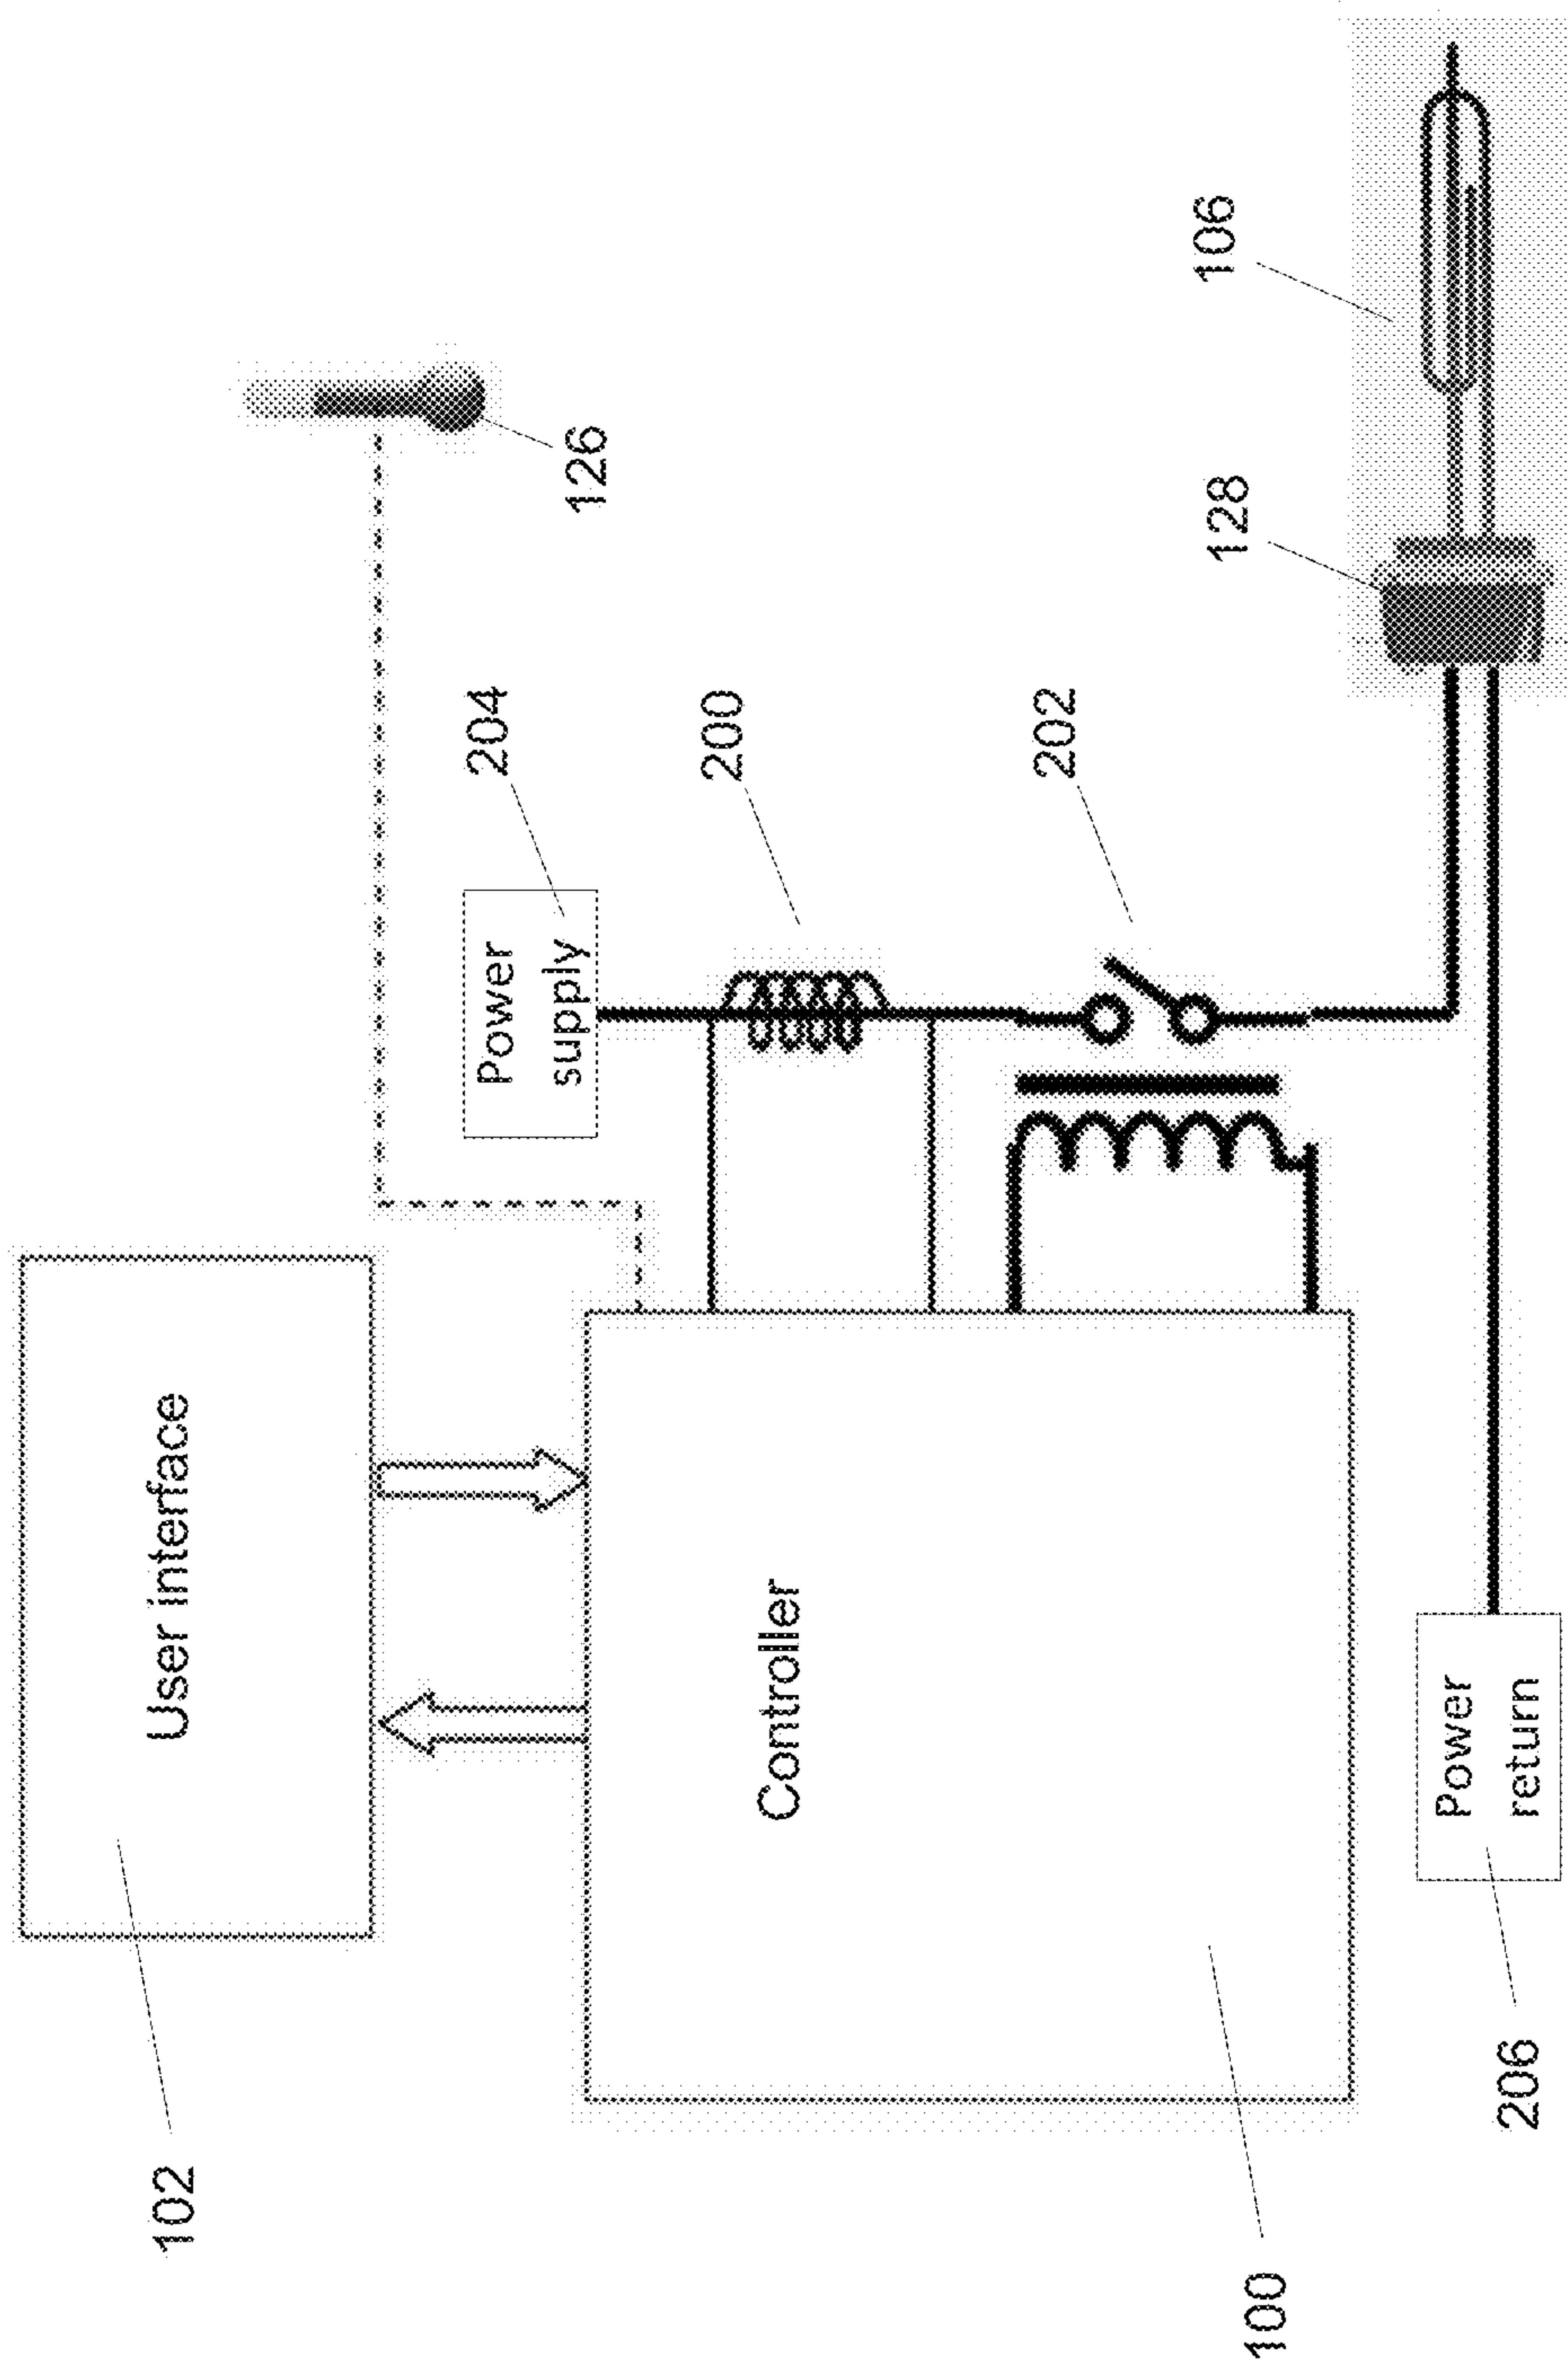 User interface
102
126
Power
supply
204
200
202
Controller
100
128
106
Power
return
206